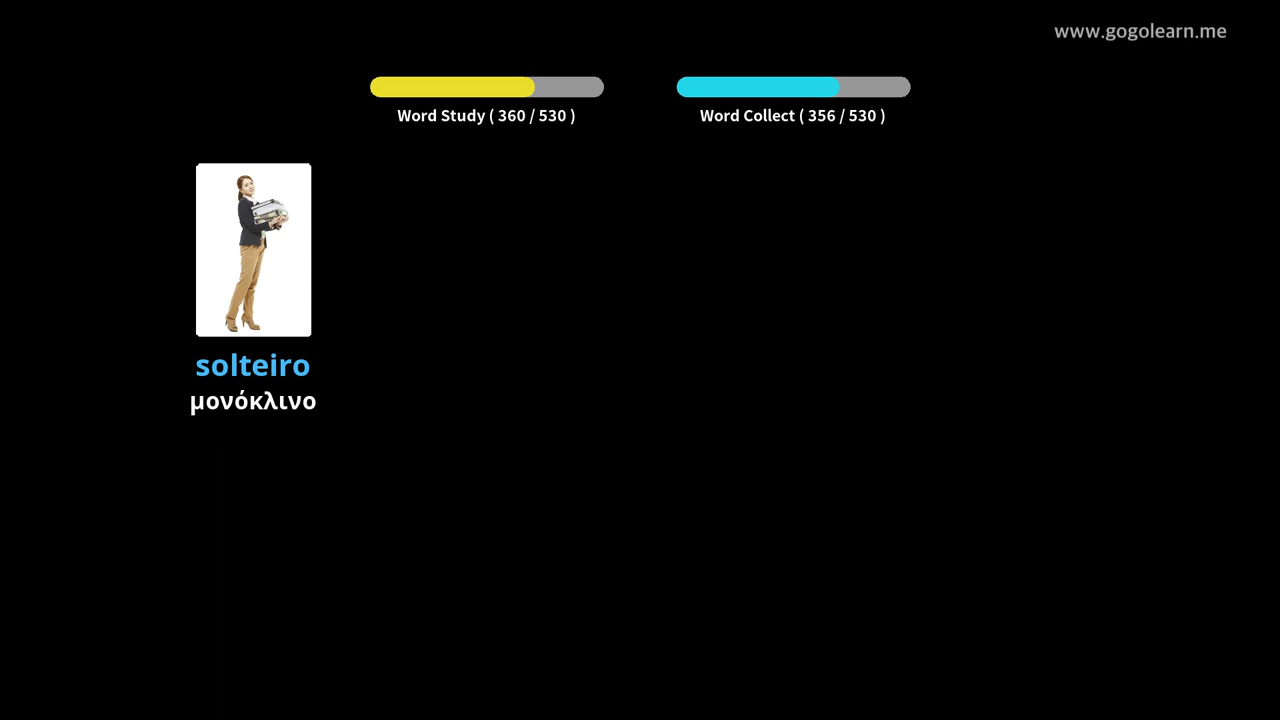 www.gogolearn.me
Word Study ( 360 / 530 )
Word Collect ( 356 / 530 )
solteiro
μονόκλινο